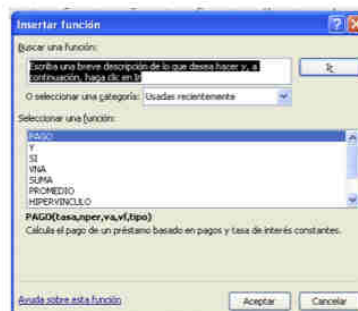 Insertar función
Buscar una función:
Escriba una breve descripción de lo que desea hacer y, a
continuación, haga clic en Ir
Ir
O seleccionar una categoría: Usadas recientemente
Seleccionar una función:
PAGO
Y
SI
VNA
SUMA
PROMEDIO
HIPERVINCULO
PAGO(tasa,nper,va,vf,tipo)
Calcula el pago de un préstamo basado en pagos y tasa de interés constantes.
Ayuda sobre esta función
Aceptar
Cancelar